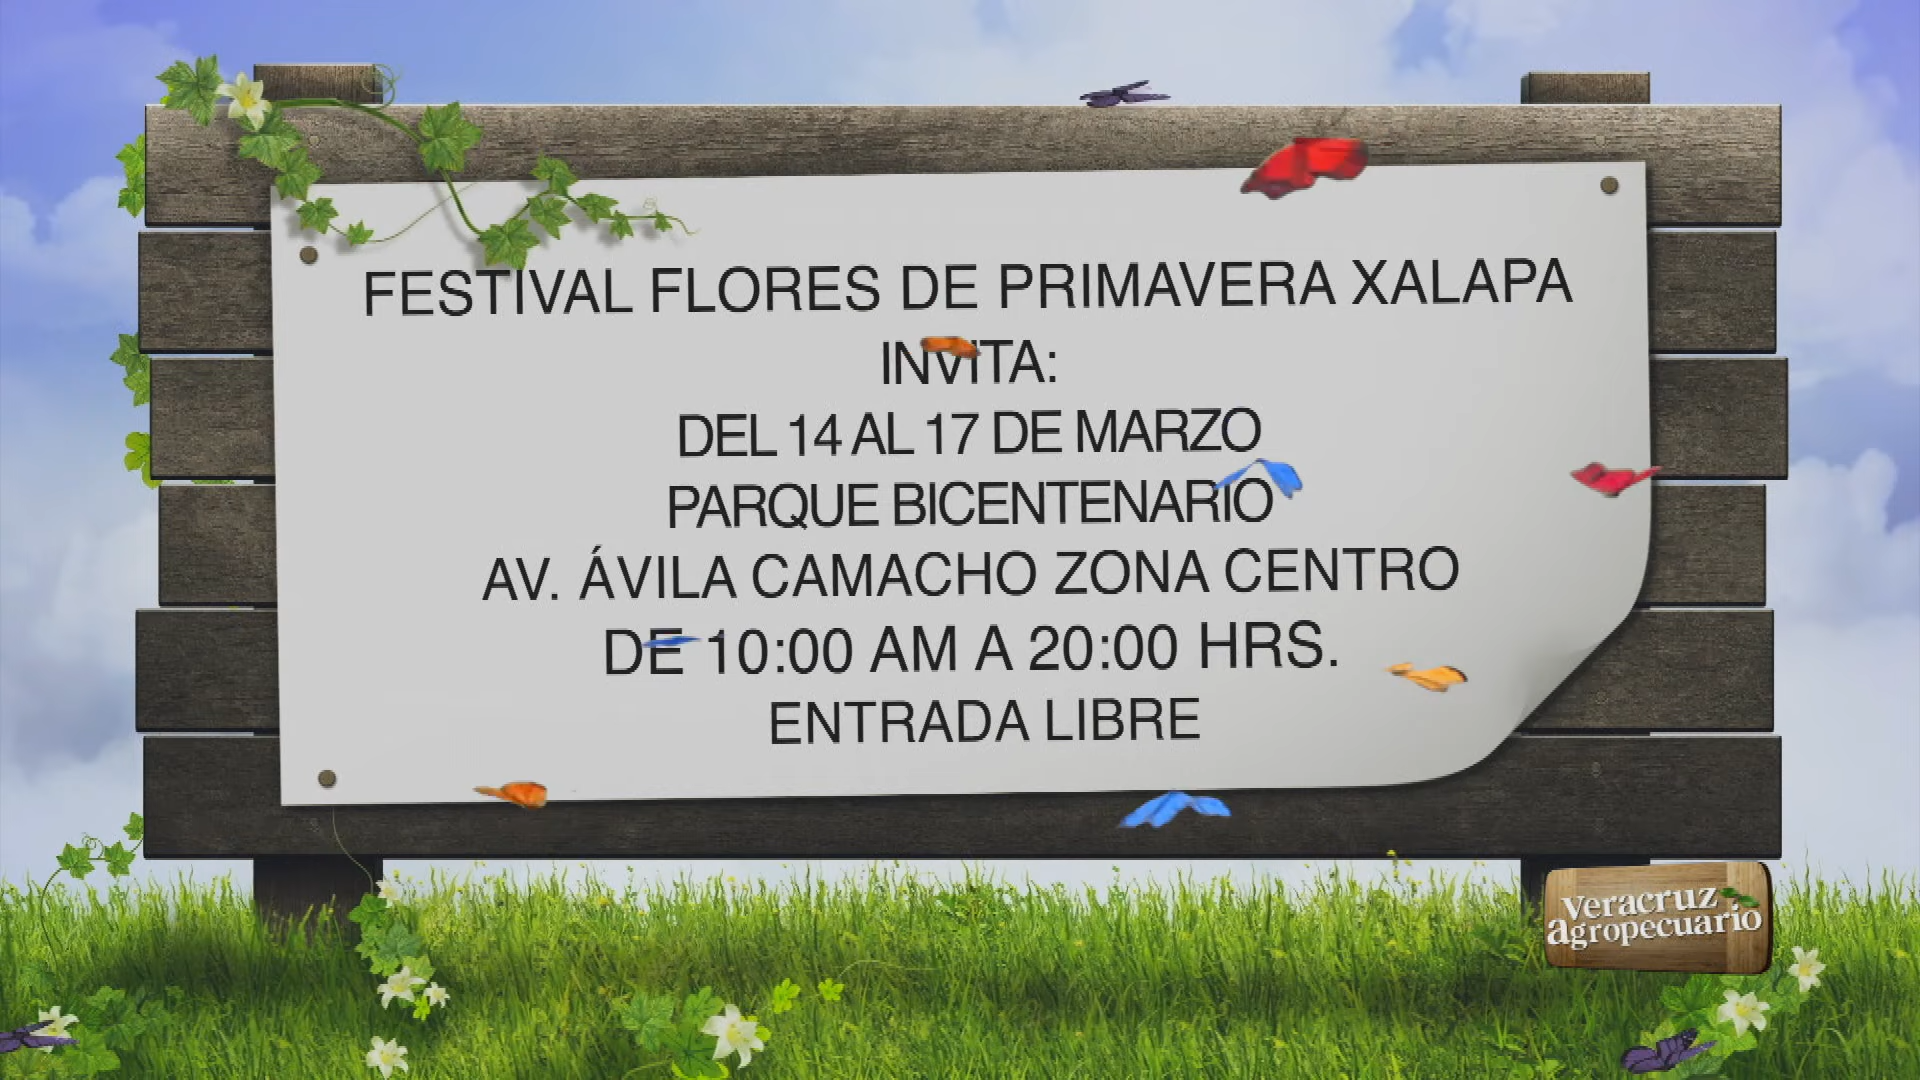 FESTIVAL FLORES DE PRIMAVERA XALAPA
INVITA:
DEL 14 AL 17 DE MARZO
PARQUE BICENTENARIO
AV. ÁVILA CAMACHO ZONA CENTRO
DE 10:00 AM A 20:00 HRS.
ENTRADA LIBRE
veracruz
agropecuario